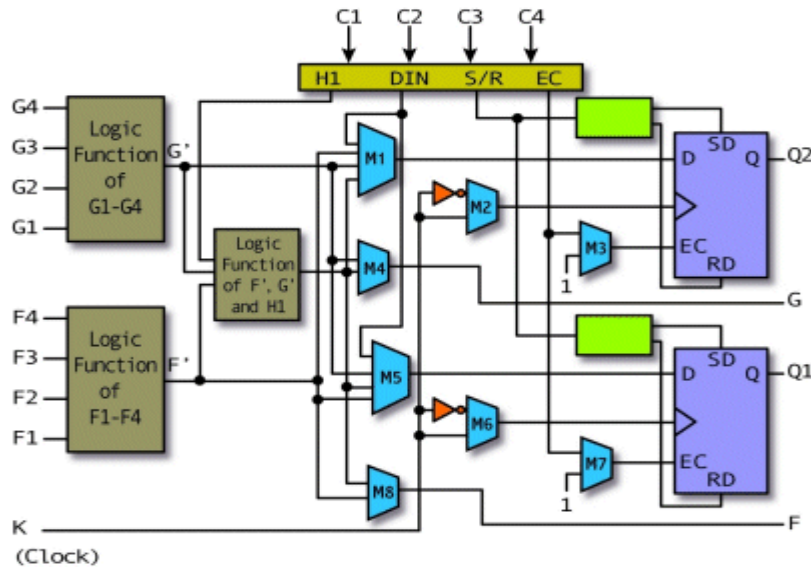 C1 C2 C3 C4
H1 DIN S/R EC
G4
G3
G2
G1
Logic
Function
of
G1-G4
G'
M1
M2
M3
D SD Q
EC
RD
Q2
1
Logic
Function
of F', G'
and H1
M4
G
F4
F3
F2
F1
Logic
Function
of
F1-F4
F'
M5
M6
M7
D SD Q
EC
RD
Q1
1
M8
K
F
(Clock)